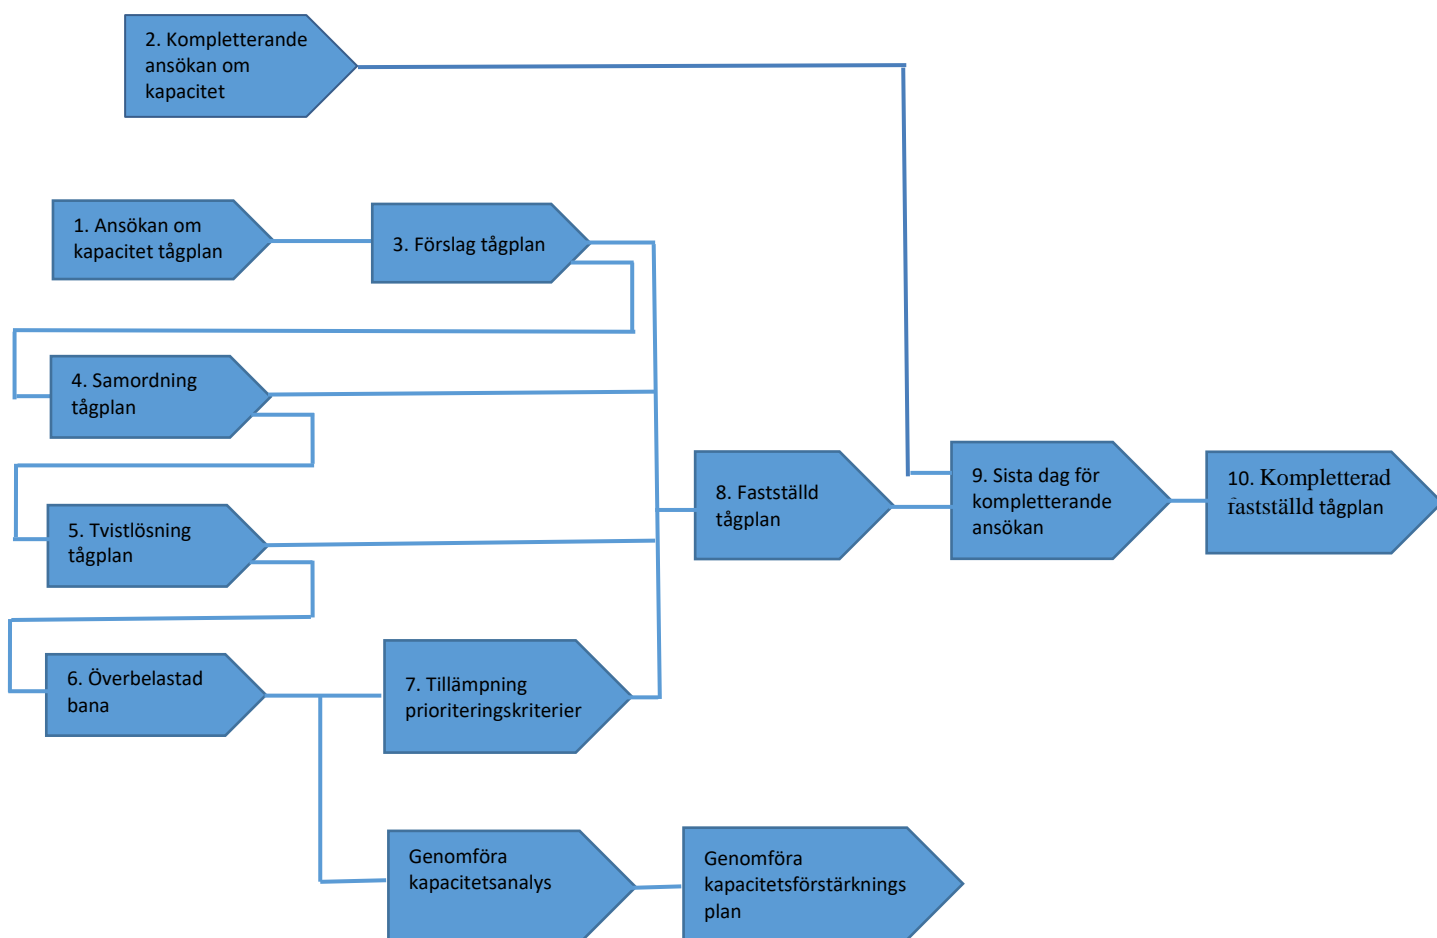 2. Kompletterande
ansökan om
kapacitet
1. Ansökan om
kapacitet tågplan
3. Förslag tågplan
4. Samordning
tågplan
5. Tvistlösning
tågplan
6. Överbelastad
bana
7. Tillämpning
prioriteringskriterier
8. Fastställd
tågplan
9. Sista dag för
kompletterande
ansökan
10. Kompletterad
fastställd tågplan
Genomföra
kapacitetsanalys
Genomföra
kapacitetsförstärknings
plan